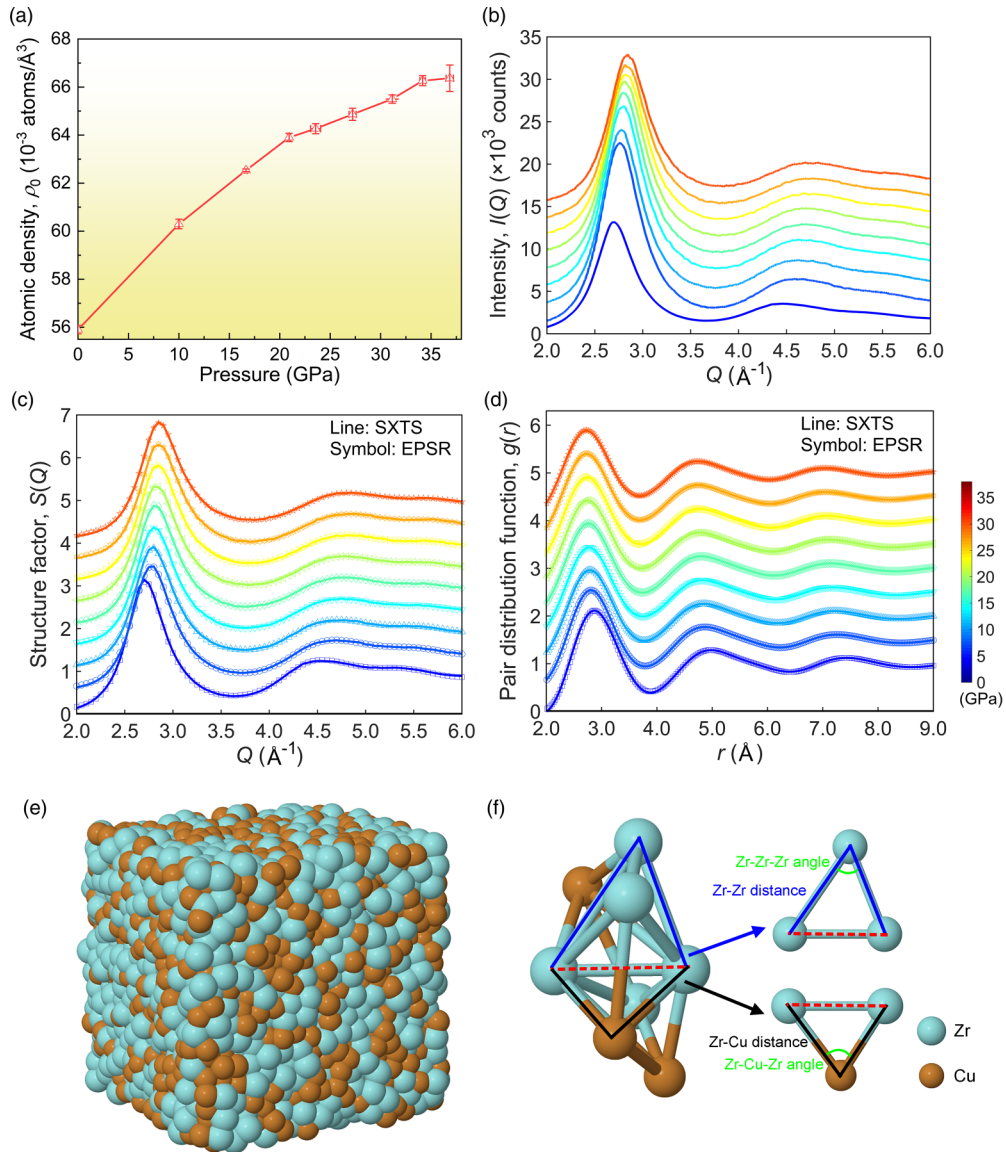 (a)
68
66
64
62
60
58
56
Atomic density, ρ0 (10⁻³ atoms/Å³)
0 5 10 15 20 25 30 35
Pressure (GPa)
(b)
35
30
25
20
15
10
5
0
Intensity, I(Q) (×10³ counts)
2.0 2.5 3.0 3.5 4.0 4.5 5.0 5.5 6.0
Q (Å⁻¹)
(c)
Line: SXTS
Symbol: EPSR
7
6
5
4
3
2
1
0
Structure factor, S(Q)
2.0 2.5 3.0 3.5 4.0 4.5 5.0 5.5 6.0
Q (Å⁻¹)
(d)
Line: SXTS
Symbol: EPSR
6
5
4
3
2
1
0
Pair distribution function, g(r)
2.0 3.0 4.0 5.0 6.0 7.0 8.0 9.0
r (Å)
35
30
25
20
15
10
5
0
(GPa)
(e)
(f)
Zr-Zr-Zr angle
Zr-Zr distance
Zr-Cu distance
Zr-Cu-Zr angle
Zr
Cu